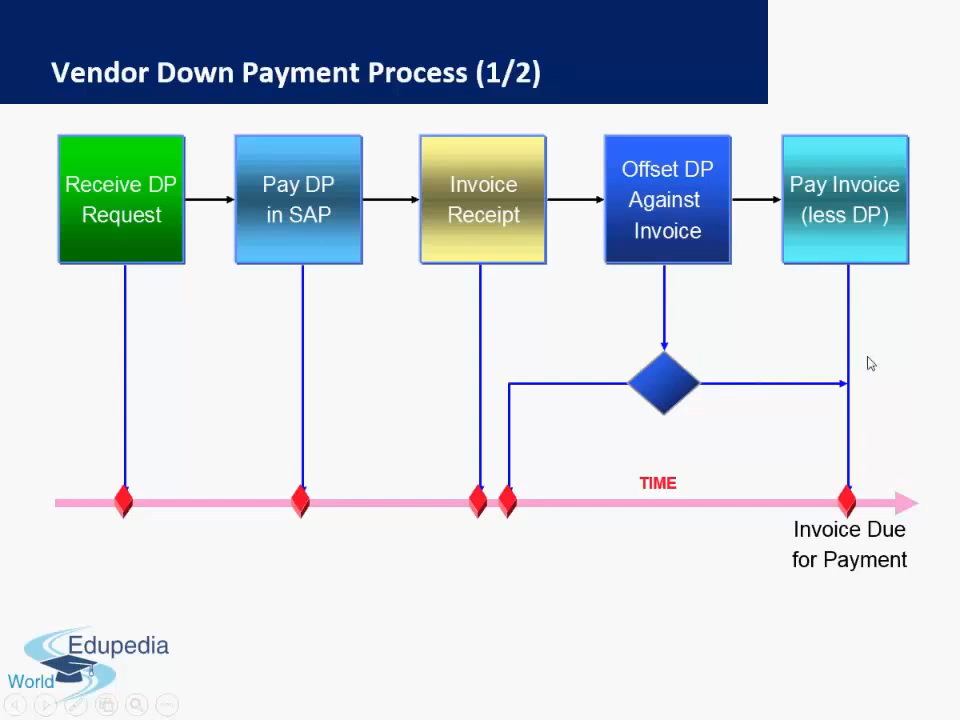 Vendor Down Payment Process (1/2)
Receive DP
Request
Pay DP
in SAP
Invoice
Receipt
Offset DP
Against
Invoice
Pay Invoice
(less DP)
TIME
Invoice Due
for Payment
Edupedia
World